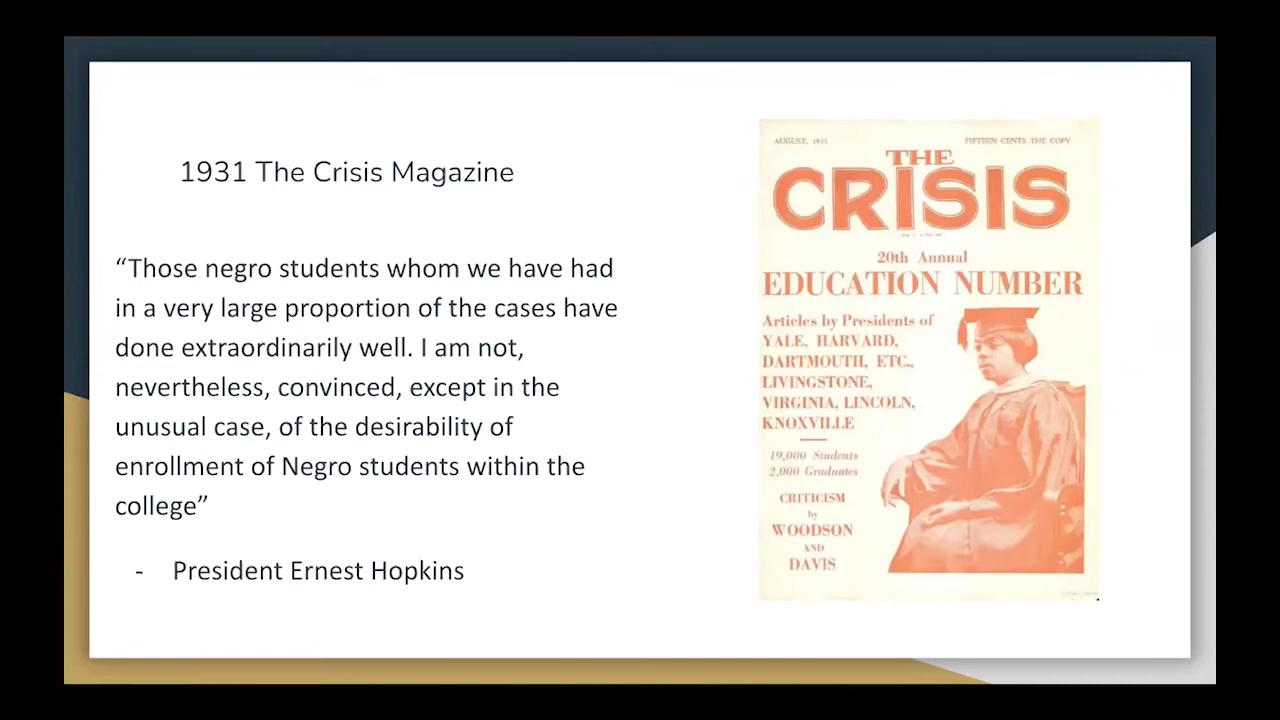 1931 The Crisis Magazine
“Those negro students whom we have had
in a very large proportion of the cases have
done extraordinarily well. I am not,
nevertheless, convinced, except in the
unusual case, of the desirability of
enrollment of Negro students within the
college”
- President Ernest Hopkins
AUGUST, 1931 FIFTEEN CENTS THE COPY
THE
CRISIS
20th Annual
EDUCATION NUMBER
Articles by Presidents of
YALE, HARVARD,
DARTMOUTH, ETC.,
LIVINGSTONE,
VIRGINIA, LINCOLN,
KNOXVILLE
19,000 Students
2,000 Graduates
CRITICISM
by
WOODSON
AND
DAVIS